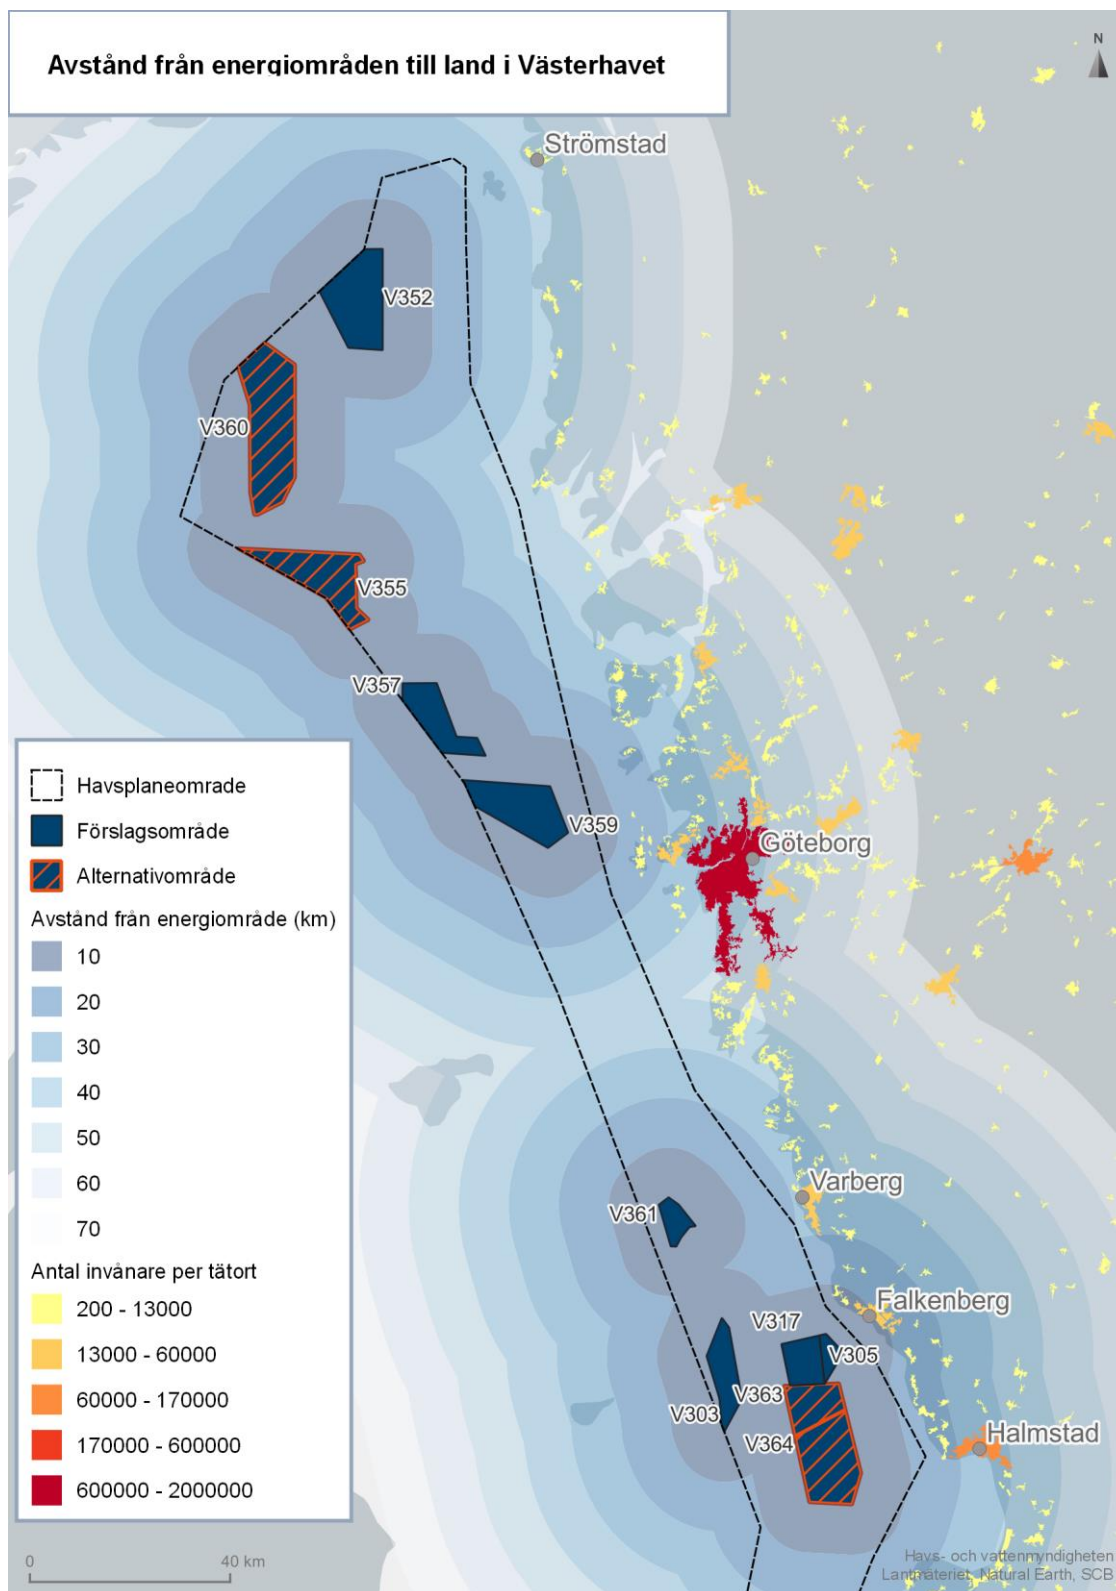 Avstånd från energiområden till land i Västerhavet
N
Strömstad
V352
V360
V355
V357
V359
Göteborg
Havsplaneområde
Förslagsområde
Alternativområde
Avstånd från energiområde (km)
10
20
30
40
50
60
70
Antal invånare per tätort
200 - 13000
13000 - 60000
60000 - 170000
170000 - 600000
600000 - 2000000
Varberg
V361
Falkenberg
V317
V305
V363
V303
V364
Halmstad
0 40 km
Havs- och vattenmyndigheten
Lantmäteriet, Natural Earth, SCB